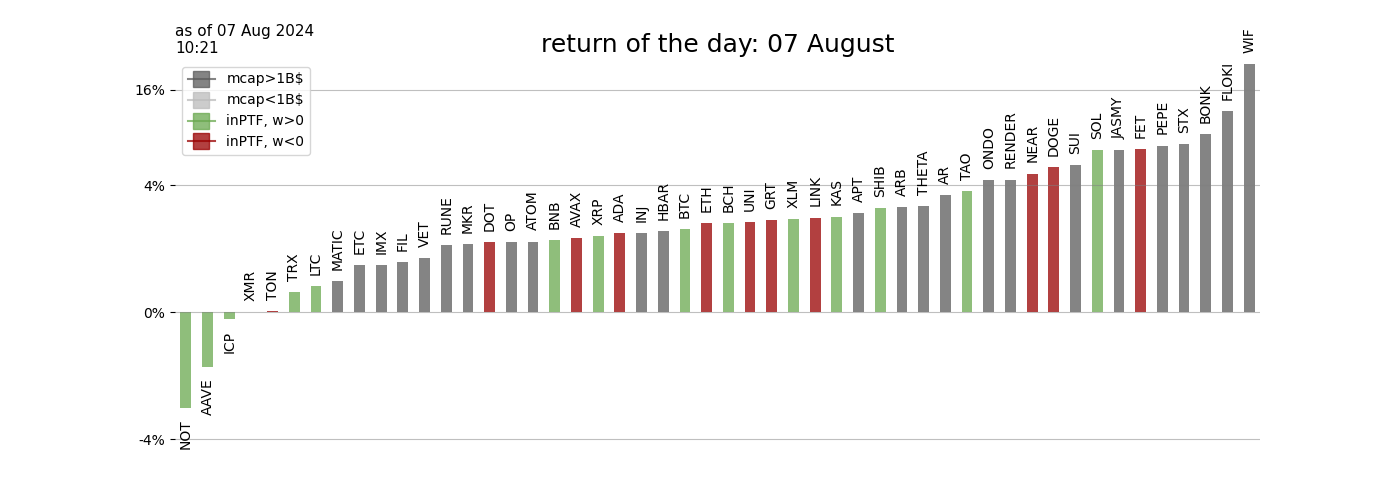 as of 07 Aug 2024
10:21
return of the day: 07 August
mcap>1B$
mcap<1B$
inPTF, w>0
inPTF, w<0
16%
4%
0%
-4%
NOT
AAVE
ICP
XMR
TON
TRX
LTC
MATIC
ETC
IMX
FIL
VET
RUNE
MKR
DOT
OP
ATOM
BNB
AVAX
XRP
ADA
INJ
HBAR
BTC
ETH
BCH
UNI
GRT
XLM
LINK
KAS
APT
SHIB
ARB
THETA
AR
TAO
ONDO
RENDER
NEAR
DOGE
SUI
SOL
JASMY
FET
PEPE
STX
BONK
FLOKI
WIF